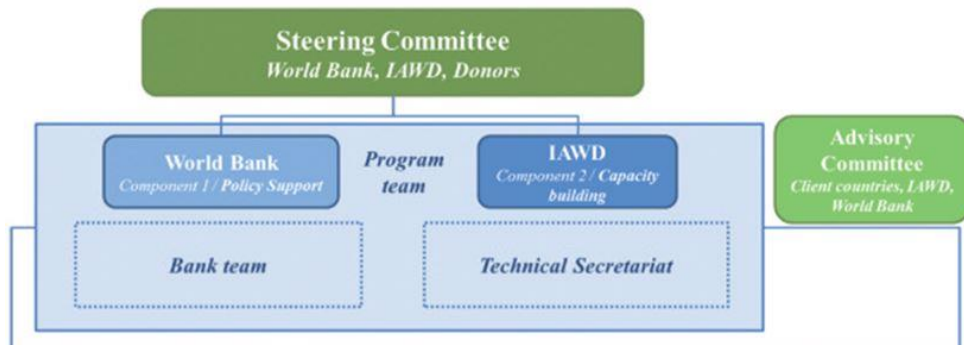 Steering Committee
World Bank, IAWD, Donors
World Bank
Component 1 / Policy Support
Program
team
IAWD
Component 2 / Capacity
building
Advisory
Committee
Client countries, IAWD,
World Bank
Bank team
Technical Secretariat